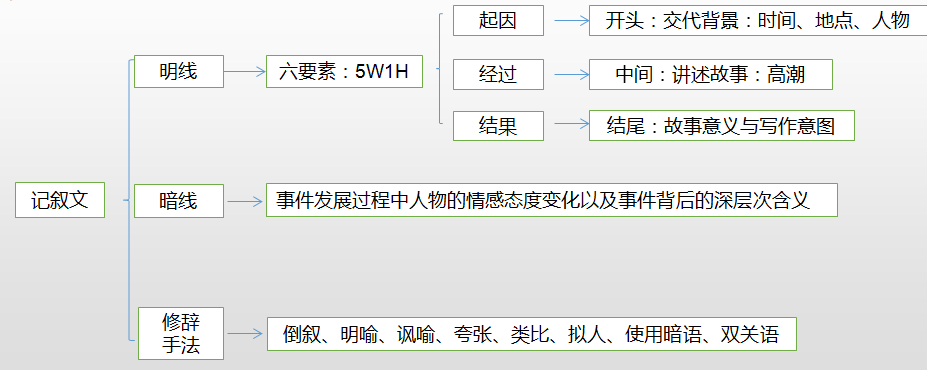 起因
开头：交代背景：时间、地点、人物
明线
六要素：5W1H
经过
中间：讲述故事：高潮
结果
结尾：故事意义与写作意图
记叙文
暗线
事件发展过程中人物的情感态度变化以及事件背后的深层次含义
修辞
手法
倒叙、明喻、讽喻、夸张、类比、拟人、使用暗语、双关语